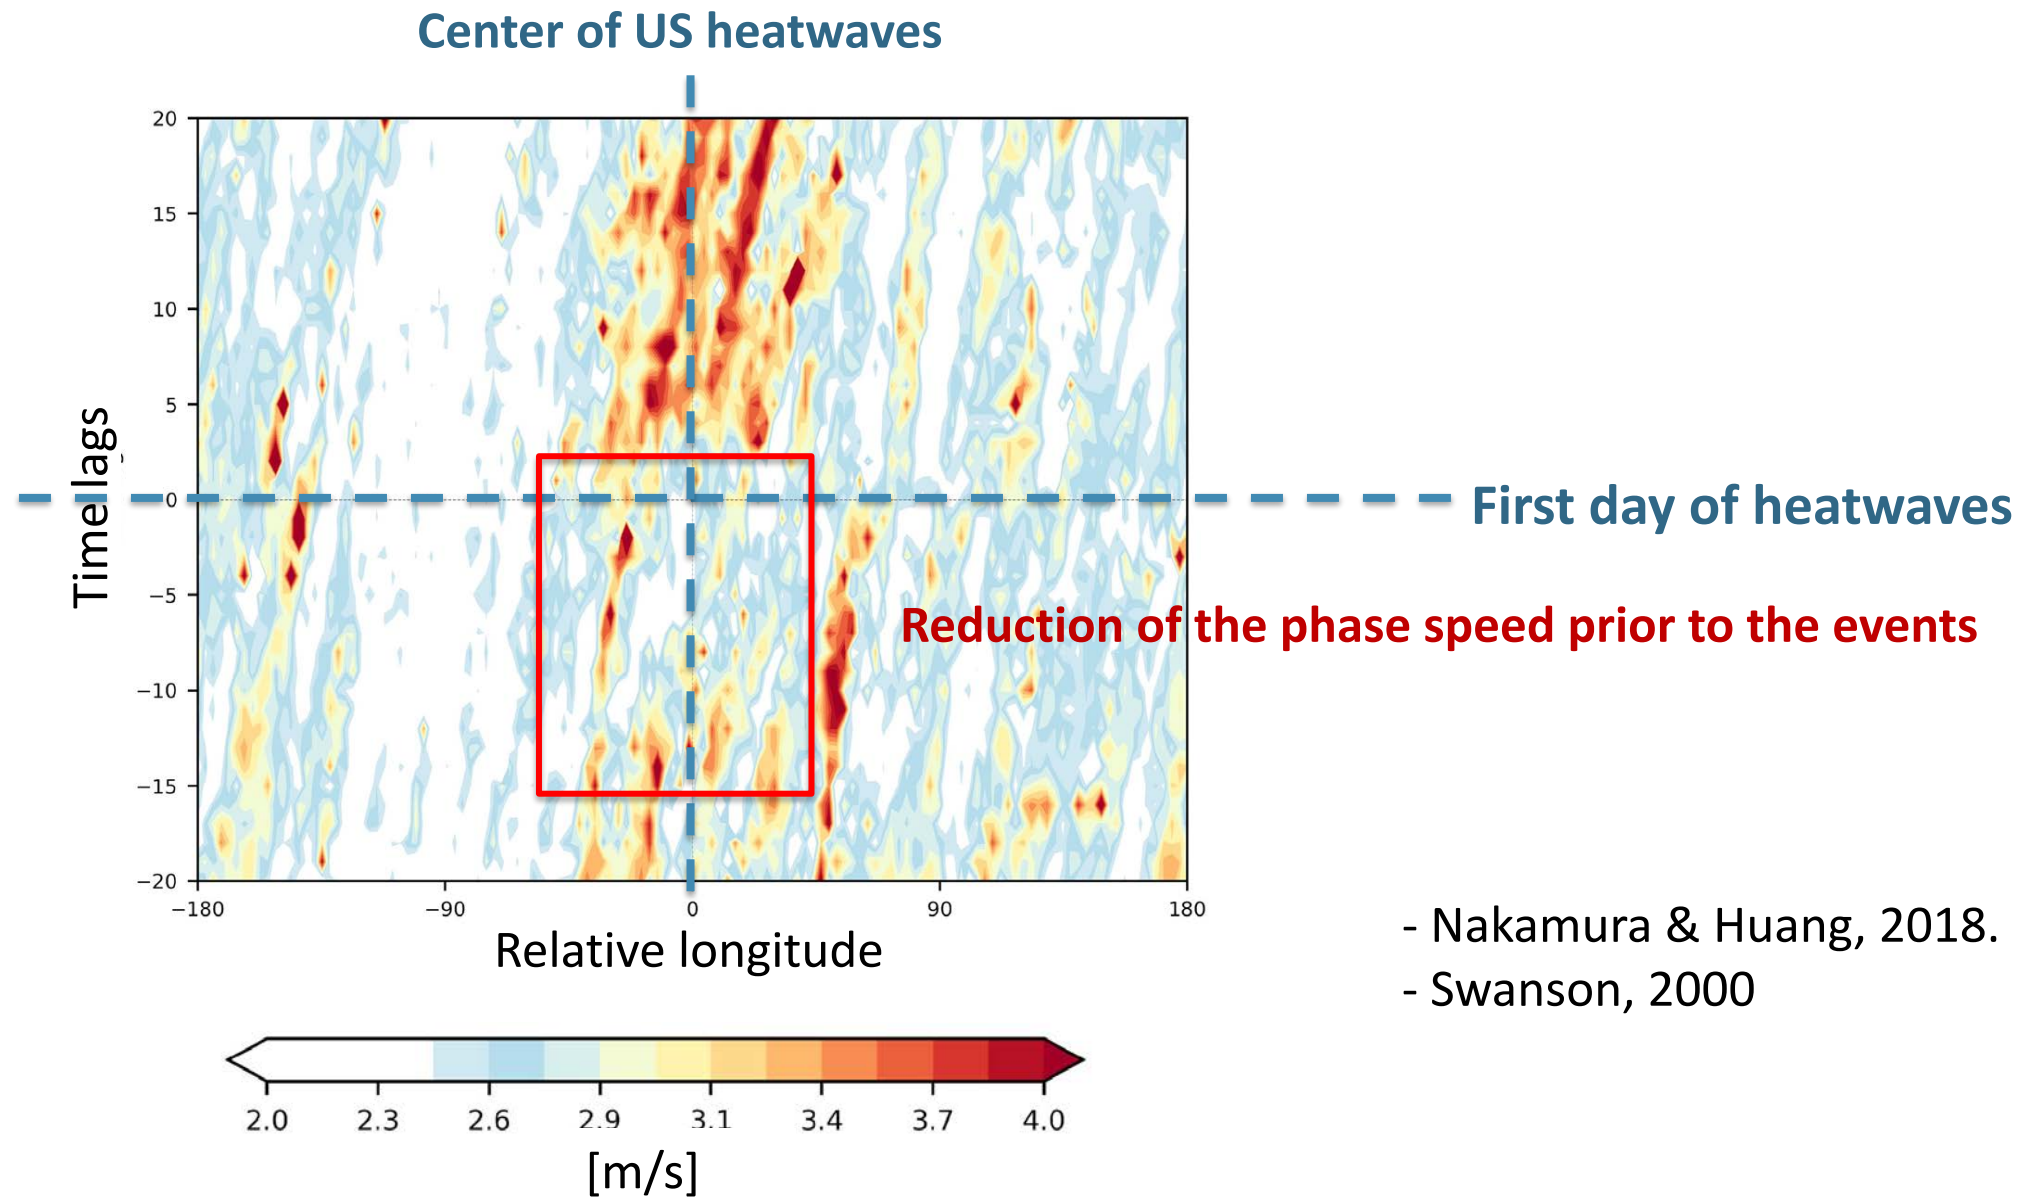 Center of US heatwaves
20
15
10
5
0
−5
−10
−15
−20
Time lags
First day of heatwaves
Reduction of the phase speed prior to the events
−180
−90
0
90
180
Relative longitude
- Nakamura & Huang, 2018.
- Swanson, 2000
2.0
2.3
2.6
2.9
3.1
3.4
3.7
4.0
[m/s]